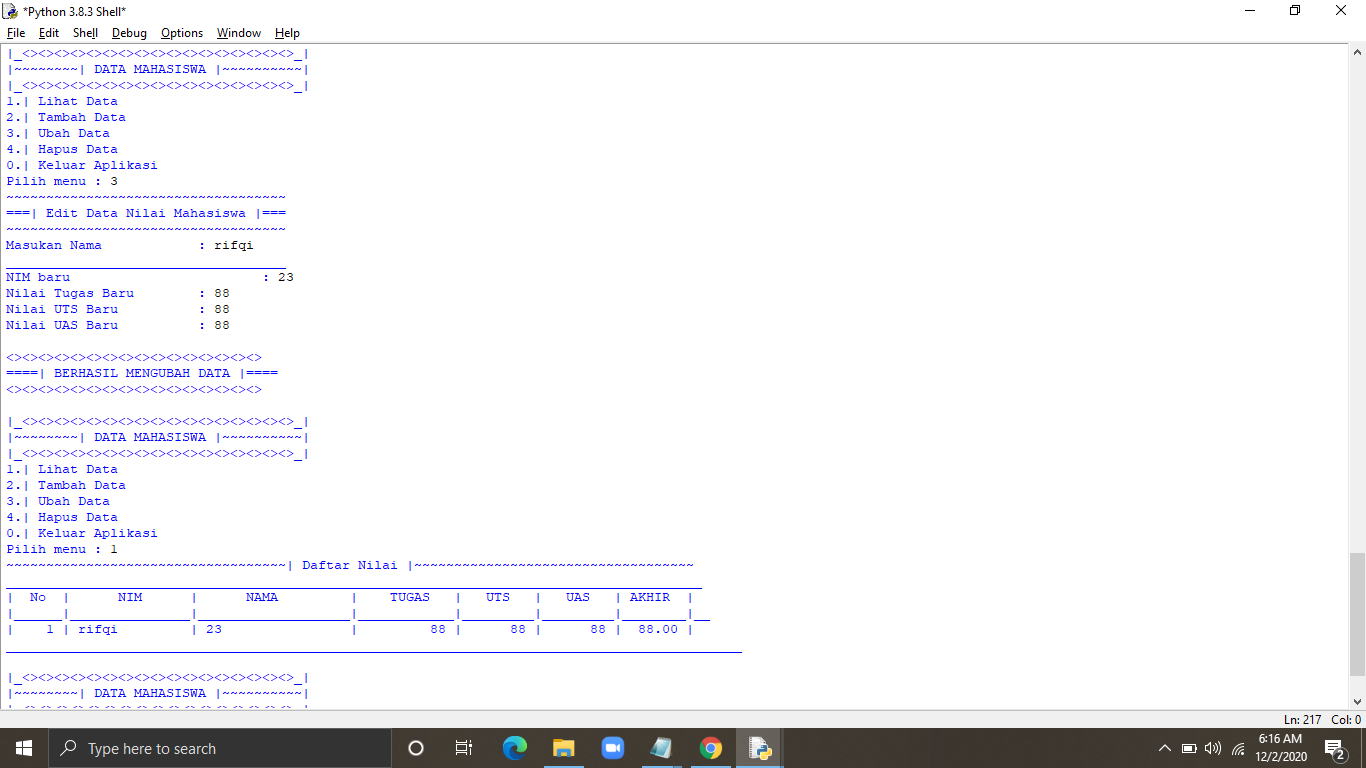 *Python 3.8.3 Shell*
File Edit Shell Debug Options Window Help
|_<><><><><><><><><><><><><><><><><>_|
|~~~~~~~~| DATA MAHASISWA |~~~~~~~~~~|
|_<><><><><><><><><><><><><><><><><>_|
1.| Lihat Data
2.| Tambah Data
3.| Ubah Data
4.| Hapus Data
0.| Keluar Aplikasi
Pilih menu : 3
~~~~~~~~~~~~~~~~~~~~~~~~~~~~~~~~~~~
===| Edit Data Nilai Mahasiswa |===
~~~~~~~~~~~~~~~~~~~~~~~~~~~~~~~~~~~
Masukan Nama            : rifqi
___________________________________
NIM baru                        : 23
Nilai Tugas Baru        : 88
Nilai UTS Baru          : 88
Nilai UAS Baru          : 88
<><><><><><><><><><><><><><><><>
====| BERHASIL MENGUBAH DATA |====
<><><><><><><><><><><><><><><><>
|_<><><><><><><><><><><><><><><><><>_|
|~~~~~~~~| DATA MAHASISWA |~~~~~~~~~~|
|_<><><><><><><><><><><><><><><><><>_|
1.| Lihat Data
2.| Tambah Data
3.| Ubah Data
4.| Hapus Data
0.| Keluar Aplikasi
Pilih menu : 1
~~~~~~~~~~~~~~~~~~~~~~~~~~~~~~~~~~~| Daftar Nilai |~~~~~~~~~~~~~~~~~~~~~~~~~~~~~~~~~~~
_______________________________________________________________________________________
|  No  |      NIM      |      NAMA         |    TUGAS   |   UTS   |   UAS   | AKHIR  |
|______|_______________|___________________|____________|_________|_________|________|__
|    1 | rifqi         | 23                |         88 |      88 |      88 |  88.00 |
____________________________________________________________________________________________
|_<><><><><><><><><><><><><><><><><>_|
|~~~~~~~~| DATA MAHASISWA |~~~~~~~~~~|
Ln: 217 Col: 0
Type here to search
6:16 AM
12/2/2020
2